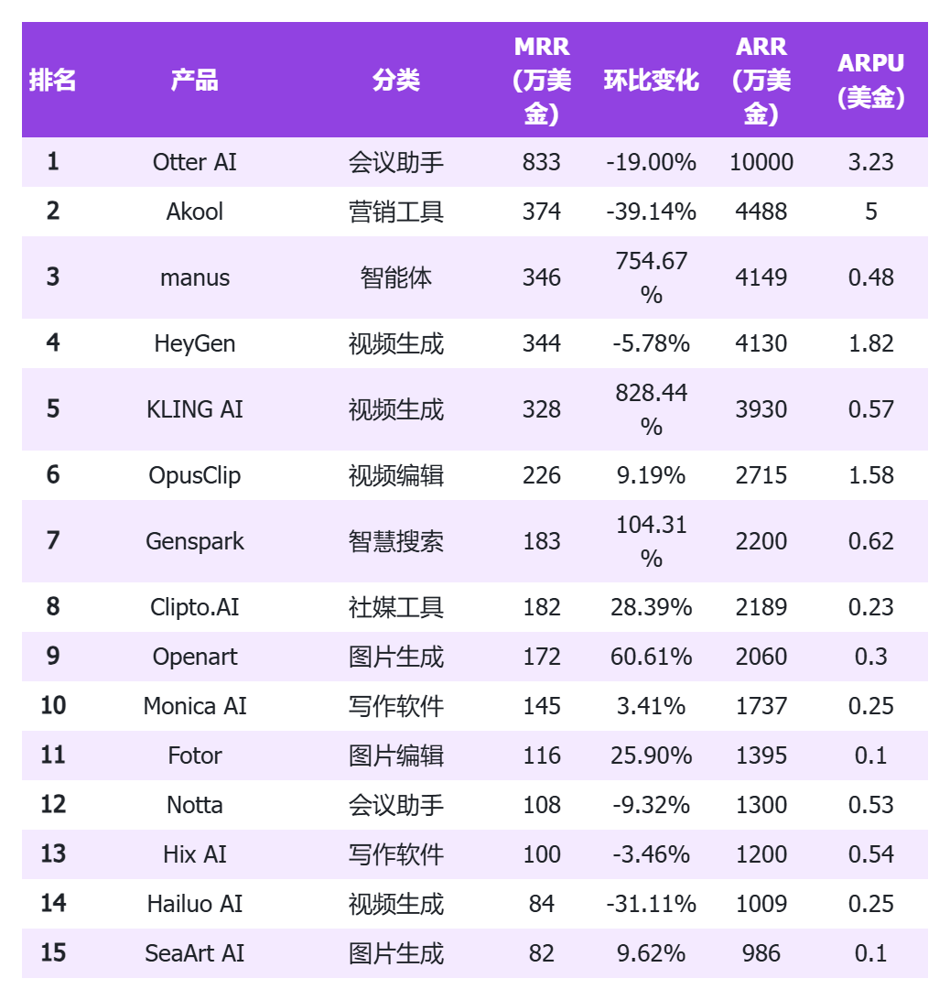 排名 产品 分类 MRR (万美金) 环比变化 ARR (万美金) ARPU (美金)
1 Otter AI 会议助手 833 -19.00% 10000 3.23
2 Akool 营销工具 374 -39.14% 4488 5
3 manus 智能体 346 754.67% 4149 0.48
4 HeyGen 视频生成 344 -5.78% 4130 1.82
5 KLING AI 视频生成 328 828.44% 3930 0.57
6 OpusClip 视频编辑 226 9.19% 2715 1.58
7 Genspark 智慧搜索 183 104.31% 2200 0.62
8 Clipto.AI 社媒工具 182 28.39% 2189 0.23
9 Openart 图片生成 172 60.61% 2060 0.3
10 Monica AI 写作软件 145 3.41% 1737 0.25
11 Fotor 图片编辑 116 25.90% 1395 0.1
12 Notta 会议助手 108 -9.32% 1300 0.53
13 Hix AI 写作软件 100 -3.46% 1200 0.54
14 Hailuo AI 视频生成 84 -31.11% 1009 0.25
15 SeaArt AI 图片生成 82 9.62% 986 0.1